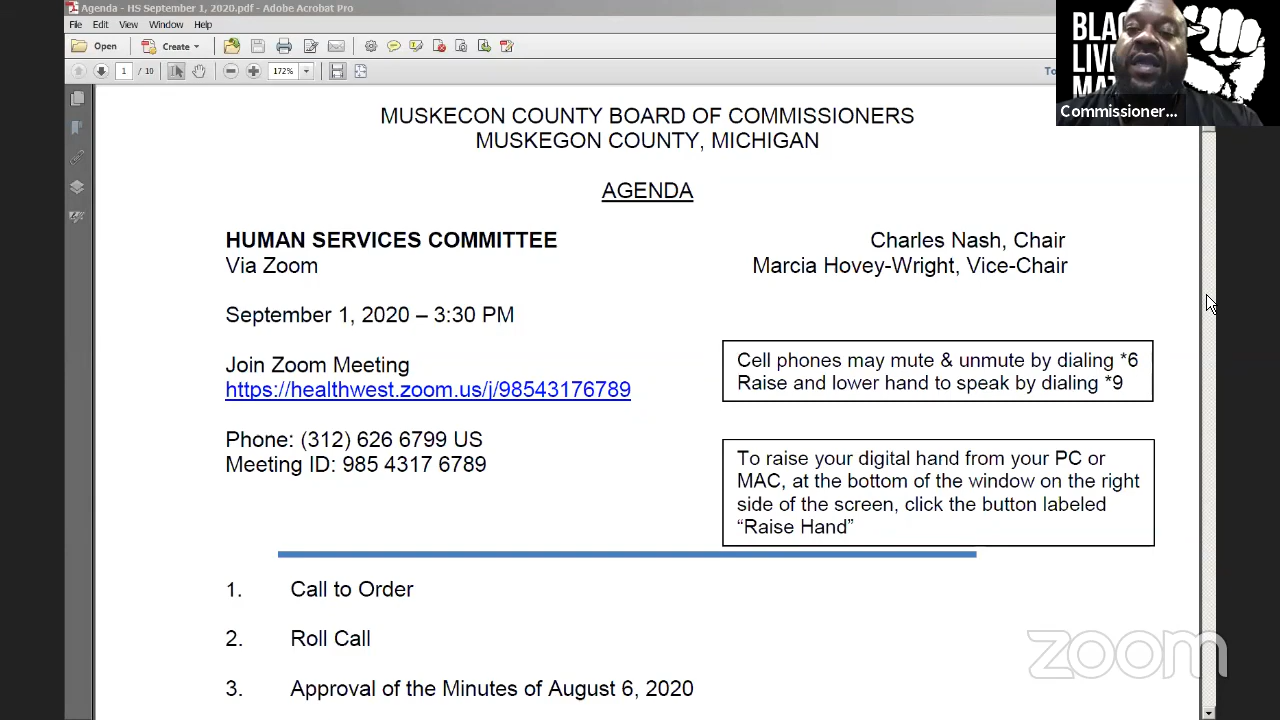 Agenda - HS September 1, 2020.pdf - Adobe Acrobat Pro
File Edit View Window Help
Open Create
1 / 10 172% To
BLAC
LIVE
MAT
Commissioner...
MUSKECON COUNTY BOARD OF COMMISSIONERS
MUSKEGON COUNTY, MICHIGAN
AGENDA
HUMAN SERVICES COMMITTEE
Charles Nash, Chair
Via Zoom
Marcia Hovey-Wright, Vice-Chair
September 1, 2020 – 3:30 PM
Join Zoom Meeting
https://healthwest.zoom.us/j/98543176789
Cell phones may mute & unmute by dialing *6
Raise and lower hand to speak by dialing *9
Phone: (312) 626 6799 US
Meeting ID: 985 4317 6789
To raise your digital hand from your PC or
MAC, at the bottom of the window on the right
side of the screen, click the button labeled
“Raise Hand”
1. Call to Order
2. Roll Call
3. Approval of the Minutes of August 6, 2020
zoom